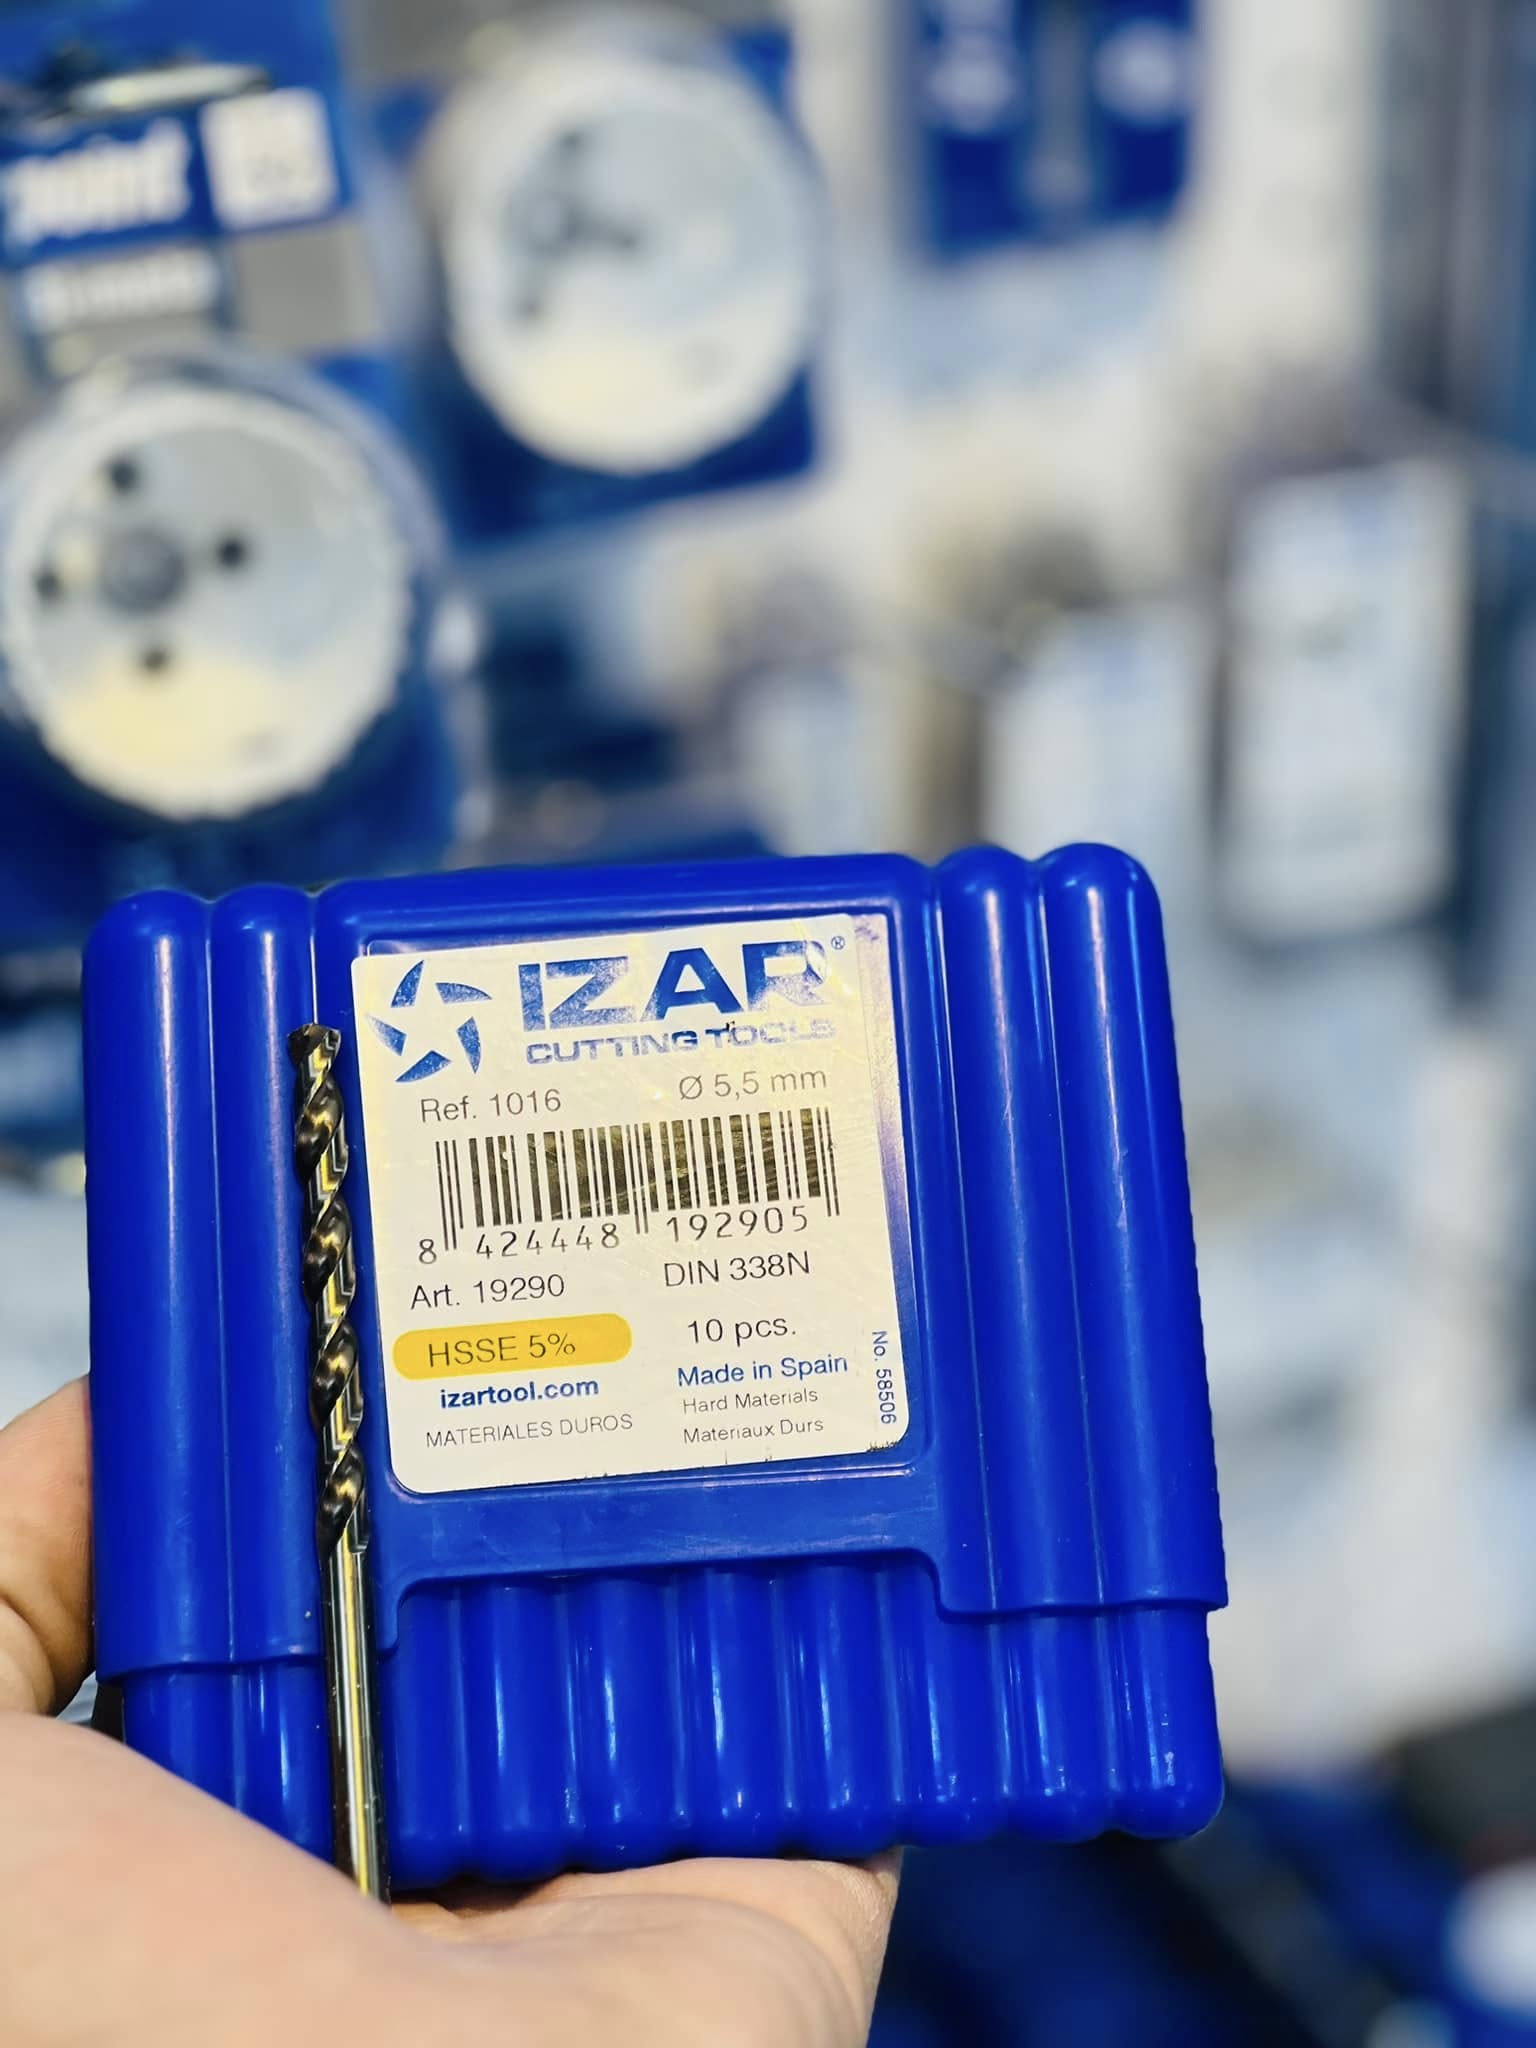 IZAR®
CUTTING TOOLS
Ref. 1016 Ø 5,5 mm
8 424448 192905
Art. 19290 DIN 338N
HSSE 5% 10 pcs.
izartool.com Made in Spain
MATERIALES DUROS Hard Materials
Materiaux Durs
No. 58506